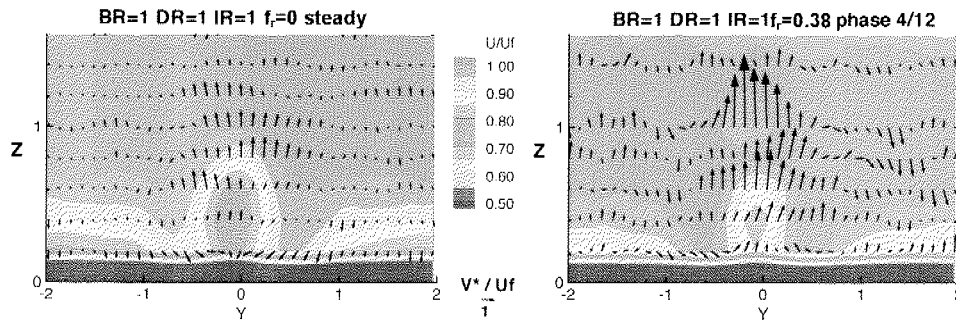 BR=1 DR=1 IR=1 fr=0 steady
Z
1
0
-2
-1
0
1
2
Y
U/Uf
1.00
0.90
0.80
0.70
0.60
0.50
V*/Uf
1
BR=1 DR=1 IR=1fr=0.38 phase 4/12
Z
1
0
-2
-1
0
1
2
Y